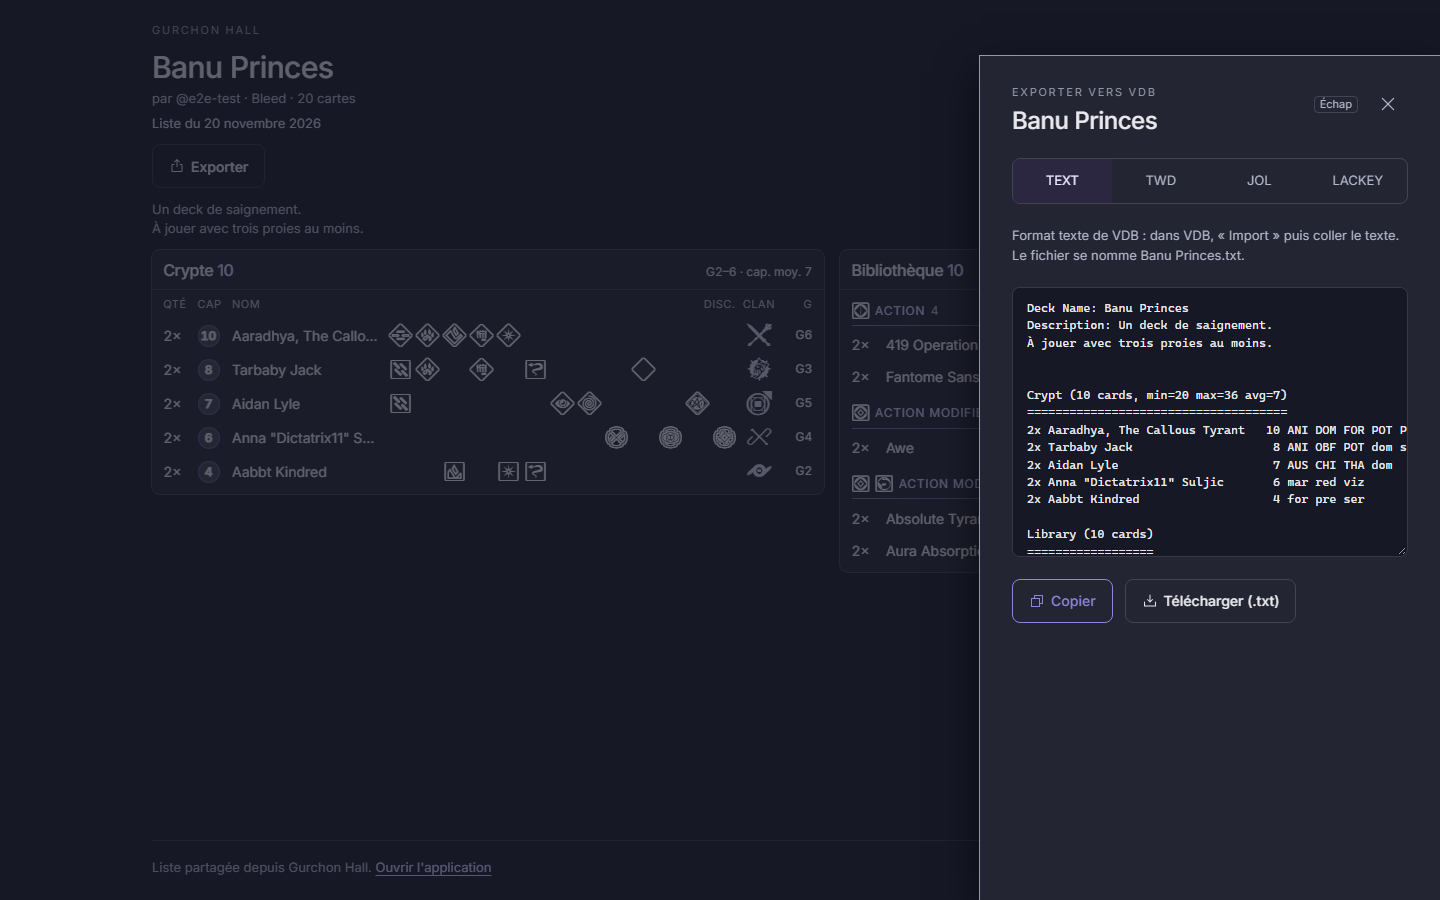 GURCHON HALL
Banu Princes
par @e2e-test · Bleed · 20 cartes
Liste du 20 novembre 2026
Exporter
Un deck de saignement.
À jouer avec trois proies au moins.
Crypte 10
G2–6 · cap. moy. 7
QTÉ CAP NOM DISC. CLAN G
2× 10 Aaradhya, The Callo... G6
2× 8 Tarbaby Jack G3
2× 7 Aidan Lyle G5
2× 6 Anna "Dictatrix11" S... G4
2× 4 Aabbt Kindred G2
Bibliothèque 10
ACTION 4
2× 419 Operation
2× Fantome Sans
ACTION MODIFIE
2× Awe
ACTION MOD
2× Absolute Tyra
2× Aura Absorpti
Liste partagée depuis Gurchon Hall. Ouvrir l'application
EXPORTER VERS VDB
Banu Princes
Échap
TEXT TWD JOL LACKEY
Format texte de VDB : dans VDB, « Import » puis coller le texte.
Le fichier se nomme Banu Princes.txt.
Deck Name: Banu Princes
Description: Un deck de saignement.
À jouer avec trois proies au moins.
Crypt (10 cards, min=20 max=36 avg=7)
=====================================
2x Aaradhya, The Callous Tyrant 10 ANI DOM FOR POT P
2x Tarbaby Jack 8 ANI OBF POT dom s
2x Aidan Lyle 7 AUS CHI THA dom
2x Anna "Dictatrix11" Suljic 6 mar red viz
2x Aabbt Kindred 4 for pre ser
Library (10 cards)
==================
Copier
Télécharger (.txt)